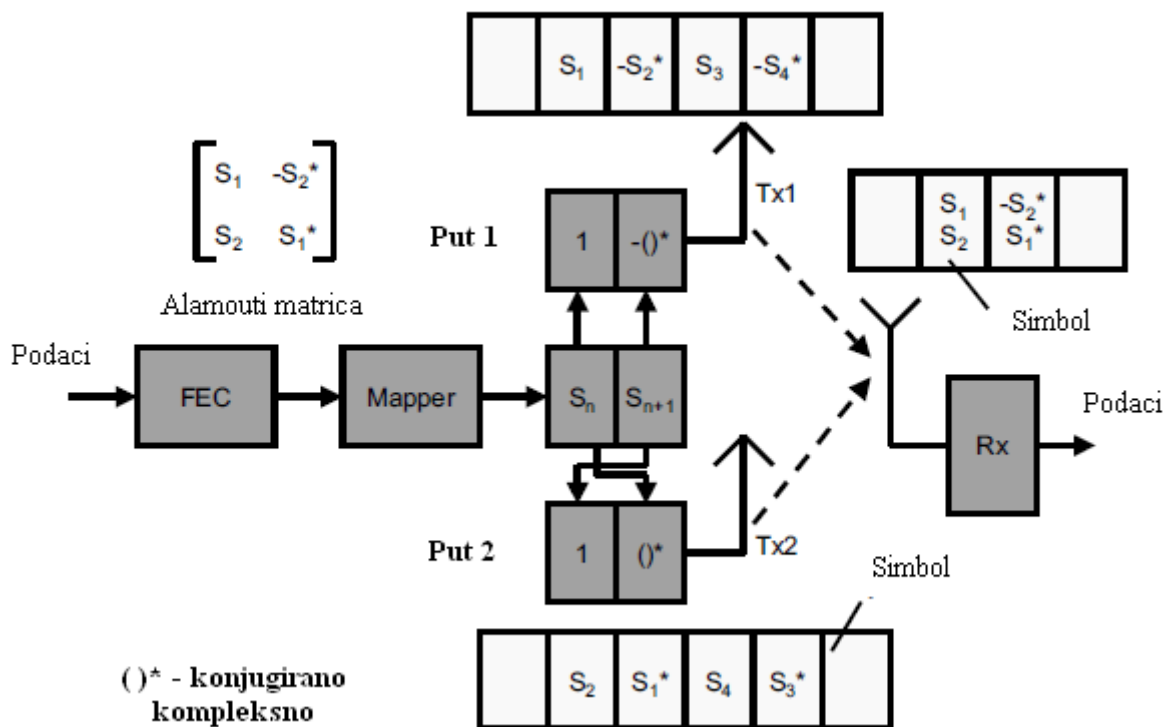 S₁ -S₂* S₃ -S₄*
S₁ -S₂*
S₂ S₁*
Alamouti matrica
Put 1
1 -()*
Tx1
S₁ -S₂*
S₂ S₁*
Simbol
Podaci
FEC
Mapper
Sₙ Sₙ₊₁
Rx
Podaci
Put 2
1 ()*
Tx2
Simbol
S₂ S₁* S₄ S₃*
( )* - konjugirano
kompleksno